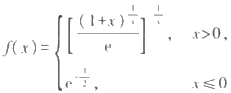 f(x)={ [ (1+x)^{1/x} / e ]^{1/x}, x>0,
e^{-1/2}, x≤0